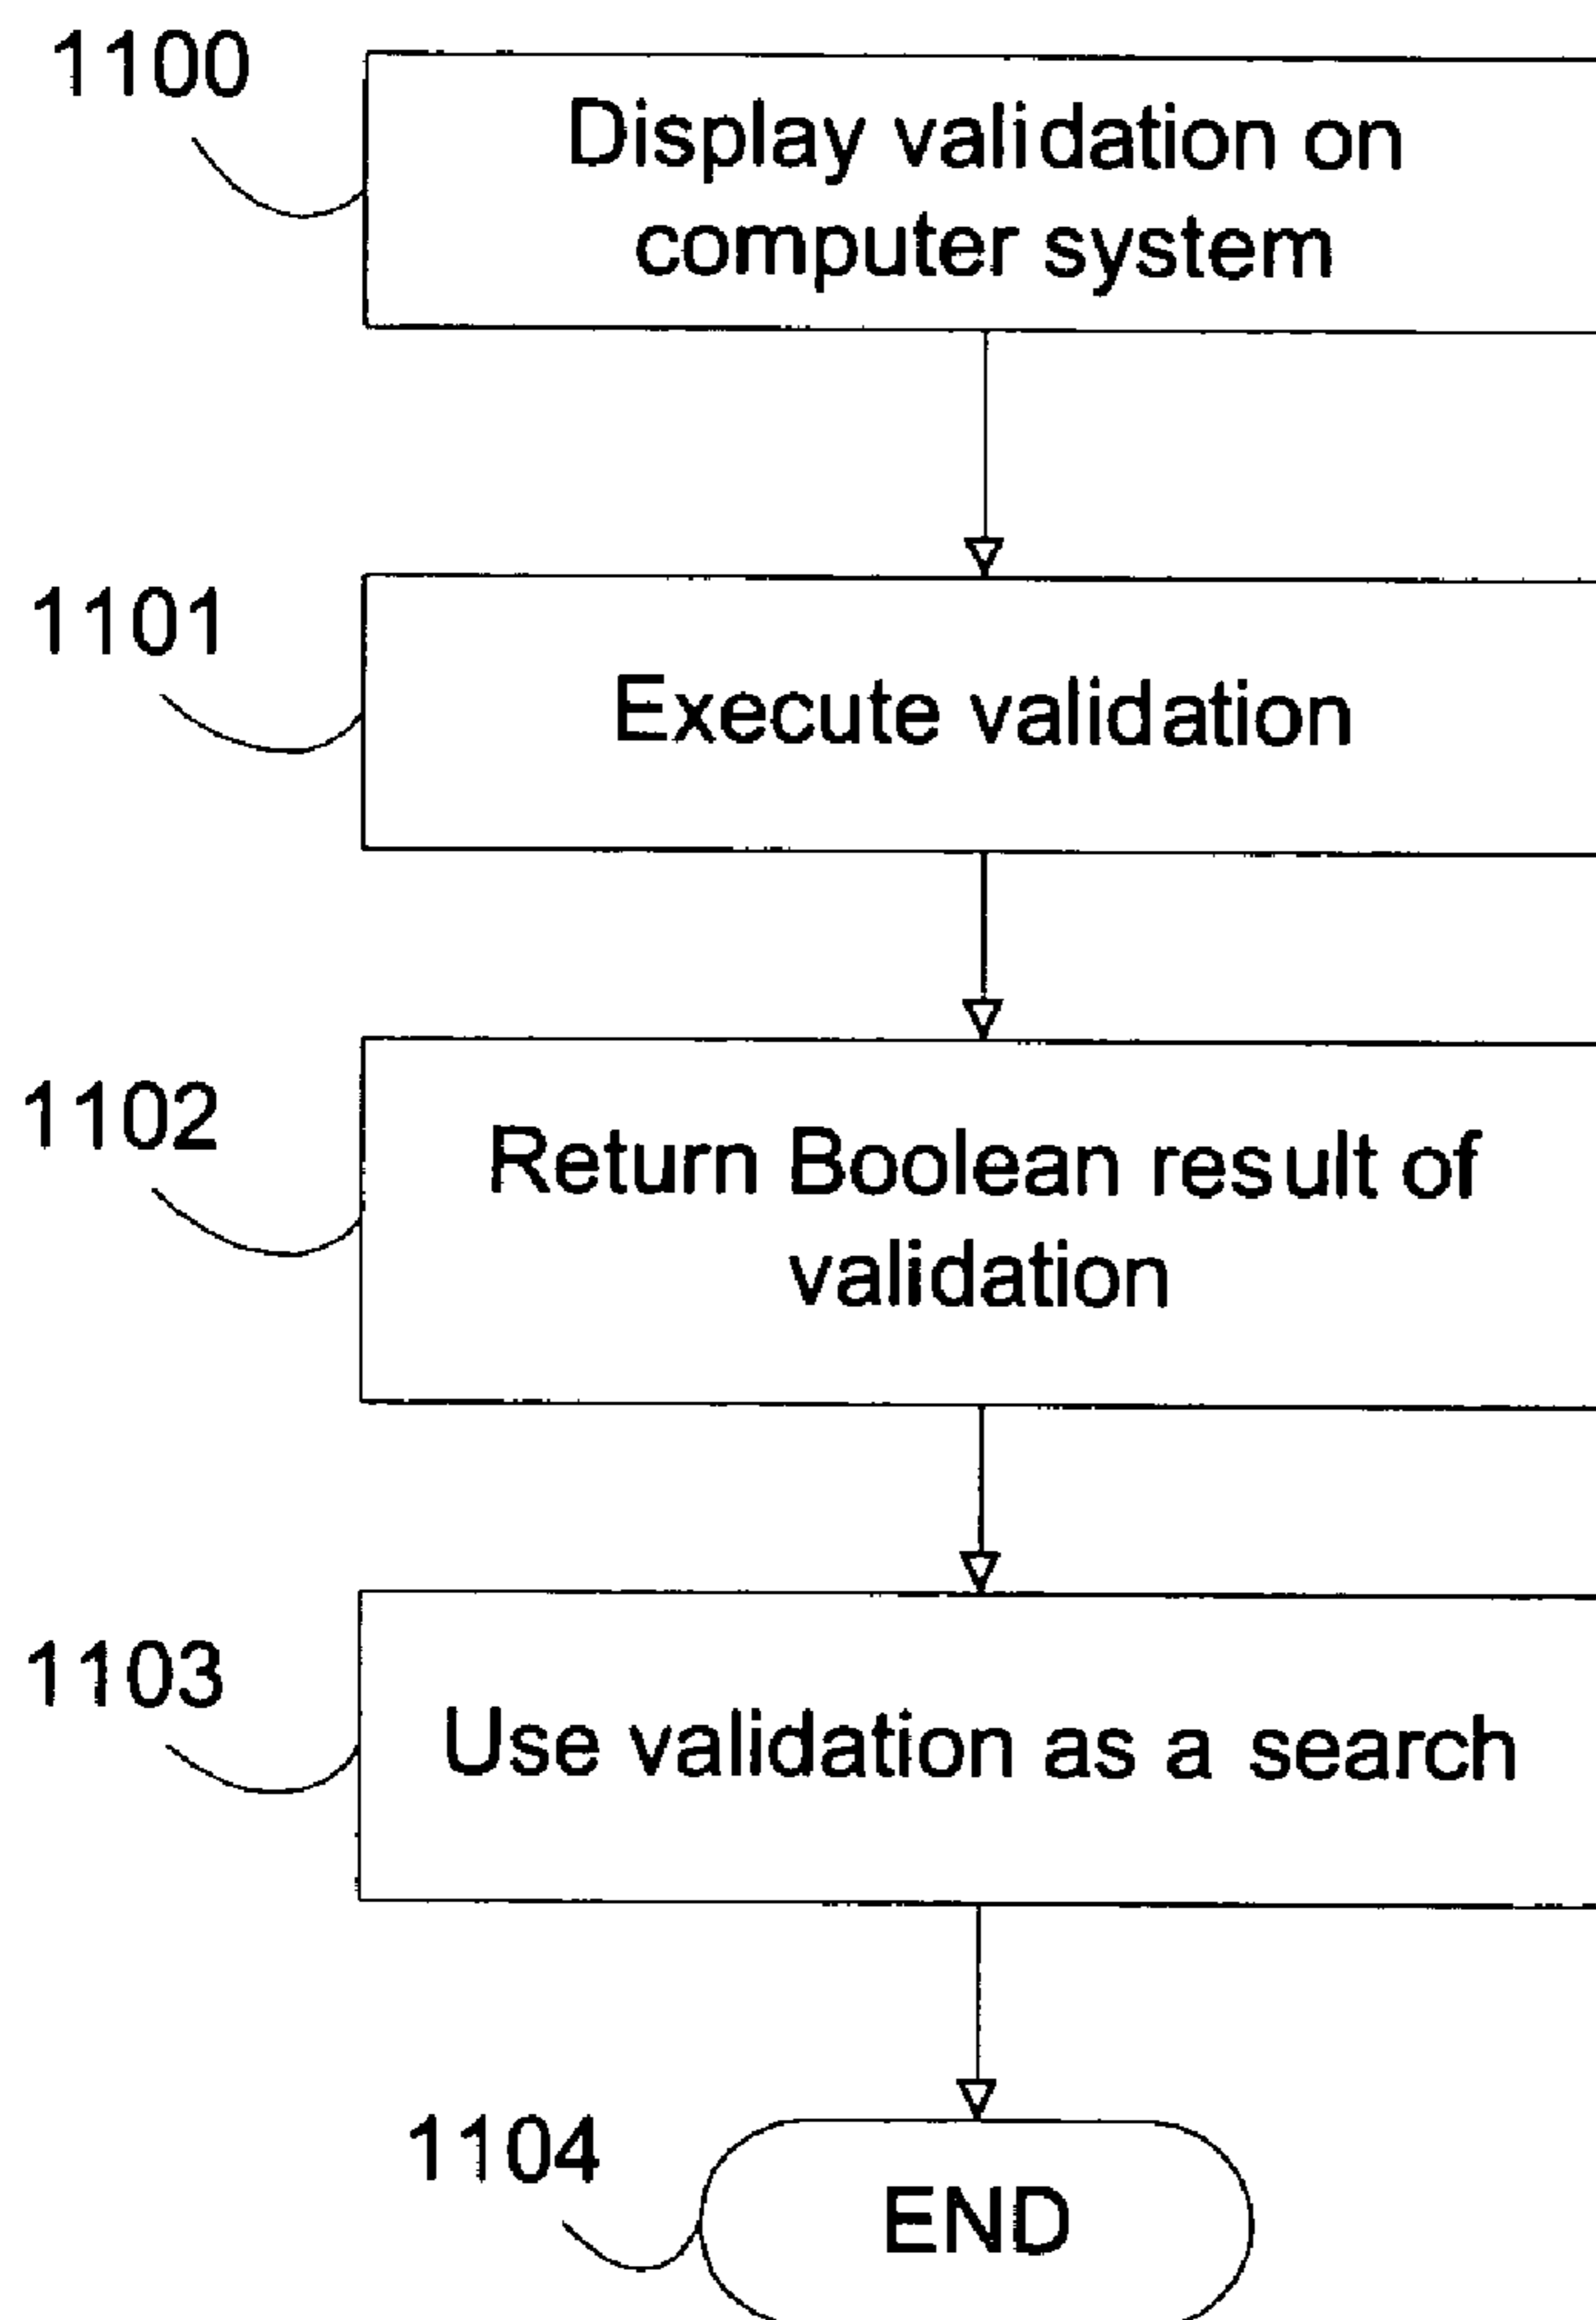 1100
Display validation on
computer system
1101
Execute validation
1102
Return Boolean result of
validation
1103
Use validation as a search
1104
END